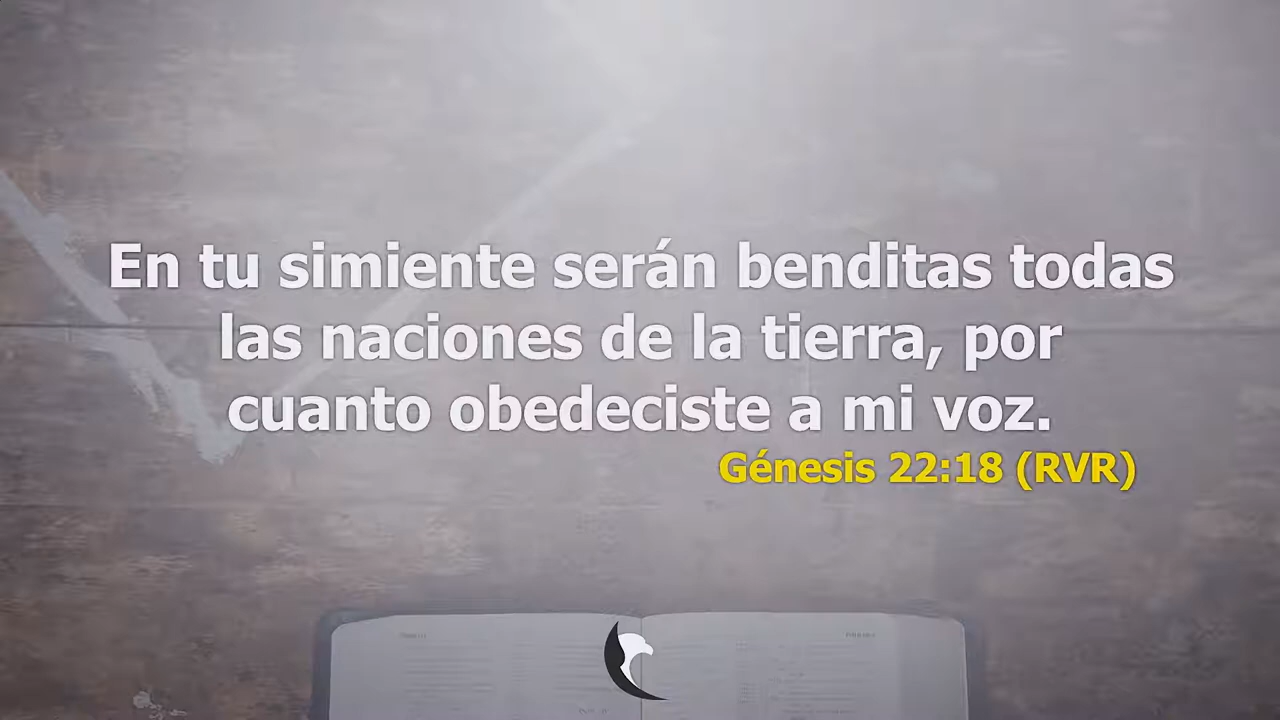 En tu simiente serán benditas todas
las naciones de la tierra, por
cuanto obedeciste a mi voz.
Génesis 22:18 (RVR)